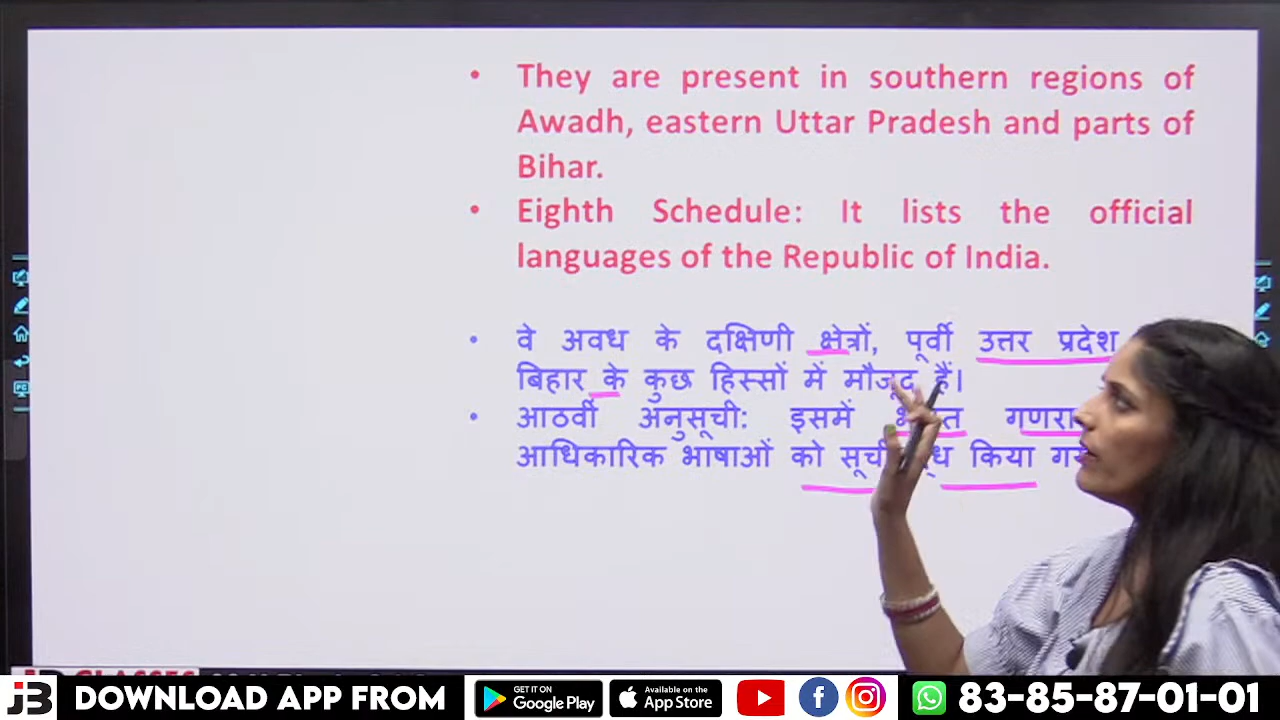 • They are present in southern regions of
Awadh, eastern Uttar Pradesh and parts of
Bihar.
• Eighth Schedule: It lists the official
languages of the Republic of India.
• वे अवध के दक्षिणी क्षेत्रों, पूर्वी उत्तर प्रदेश
बिहार के कुछ हिस्सों में मौजूद हैं।
• आठवीं अनुसूची: इसमें
आधिकारिक भाषाओं को किया
JB DOWNLOAD APP FROM GET IT ON Google Play Available on the App Store 83-85-87-01-01